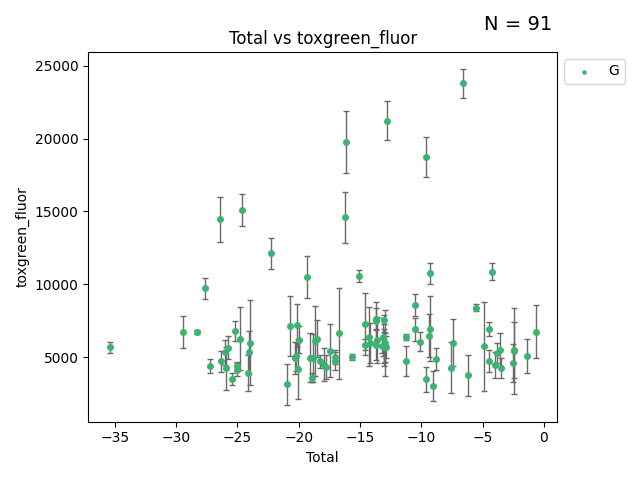 N = 91
Total vs toxgreen_fluor
G
25000
20000
15000
10000
5000
toxgreen_fluor
−35 −30 −25 −20 −15 −10 −5 0
Total